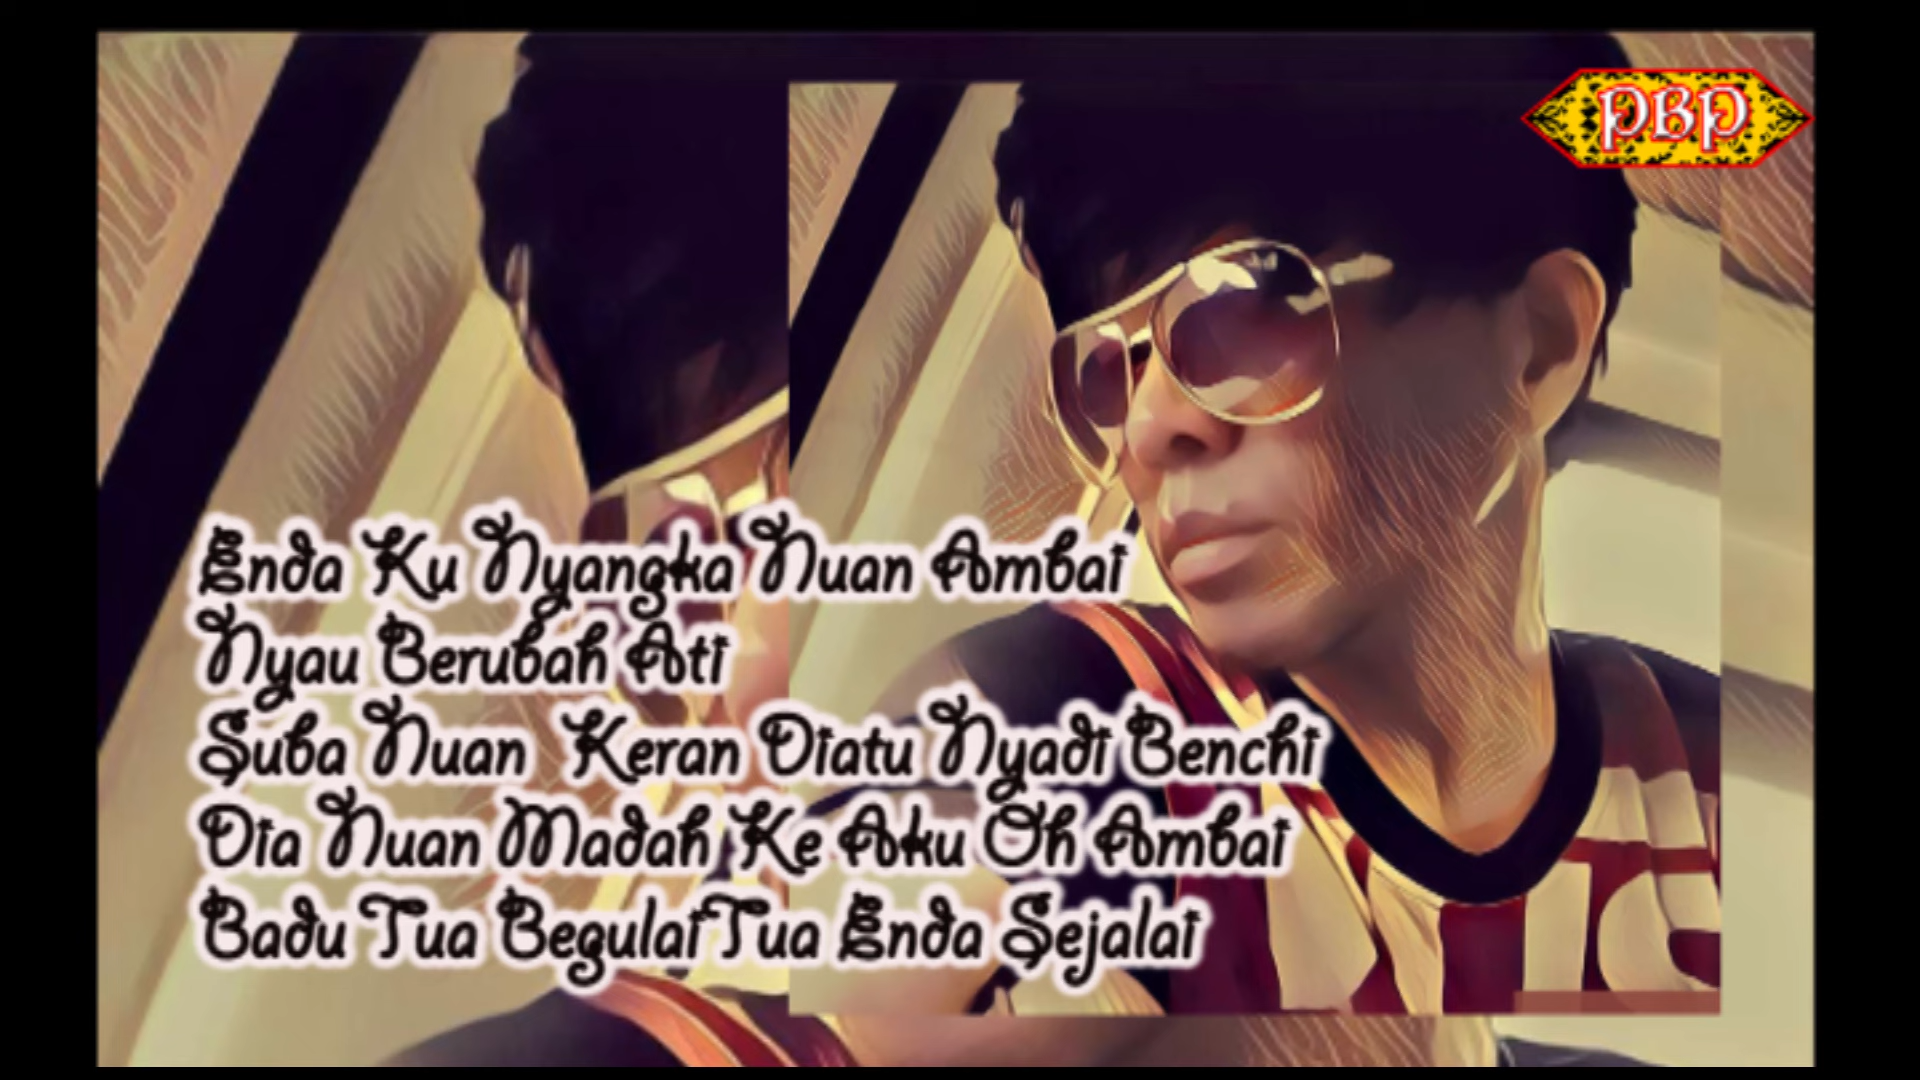 PBP
Enda Ku Nyangka Nuan Ambai
Nyau Berubah Ati
Suba Nuan Keran Diatu Nyadi Benchi
Dia Nuan Madah Ke Aku Oh Ambai
Badu Tua Begulai Tua Enda Sejalai